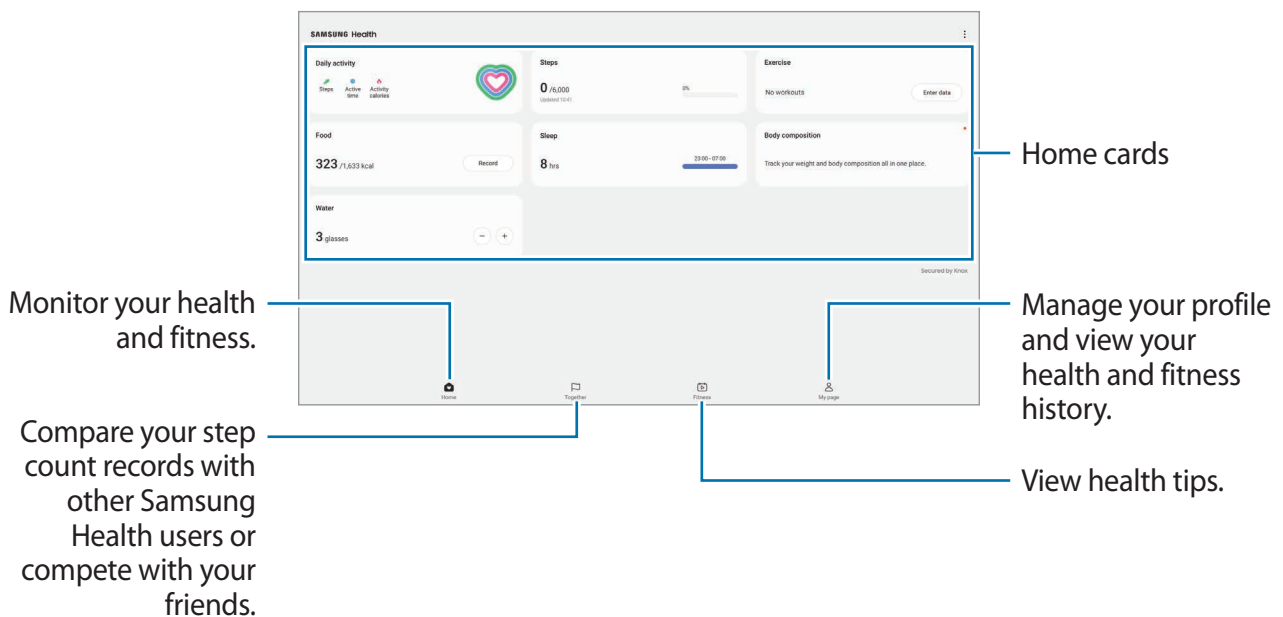 SAMSUNG Health
Daily activity
Steps
Active
time
Activity
calories
Steps
0 /6,000
Updated 10:41
0%
Exercise
No workouts
Enter data
Food
323 /1,633 kcal
Record
Sleep
8 hrs
23:00 - 07:00
Body composition
Track your weight and body composition all in one place.
Water
3 glasses
Secured by Knox
Home
Together
Fitness
My page
Home cards
Monitor your health
and fitness.
Manage your profile
and view your
health and fitness
history.
Compare your step
count records with
other Samsung
Health users or
compete with your
friends.
View health tips.